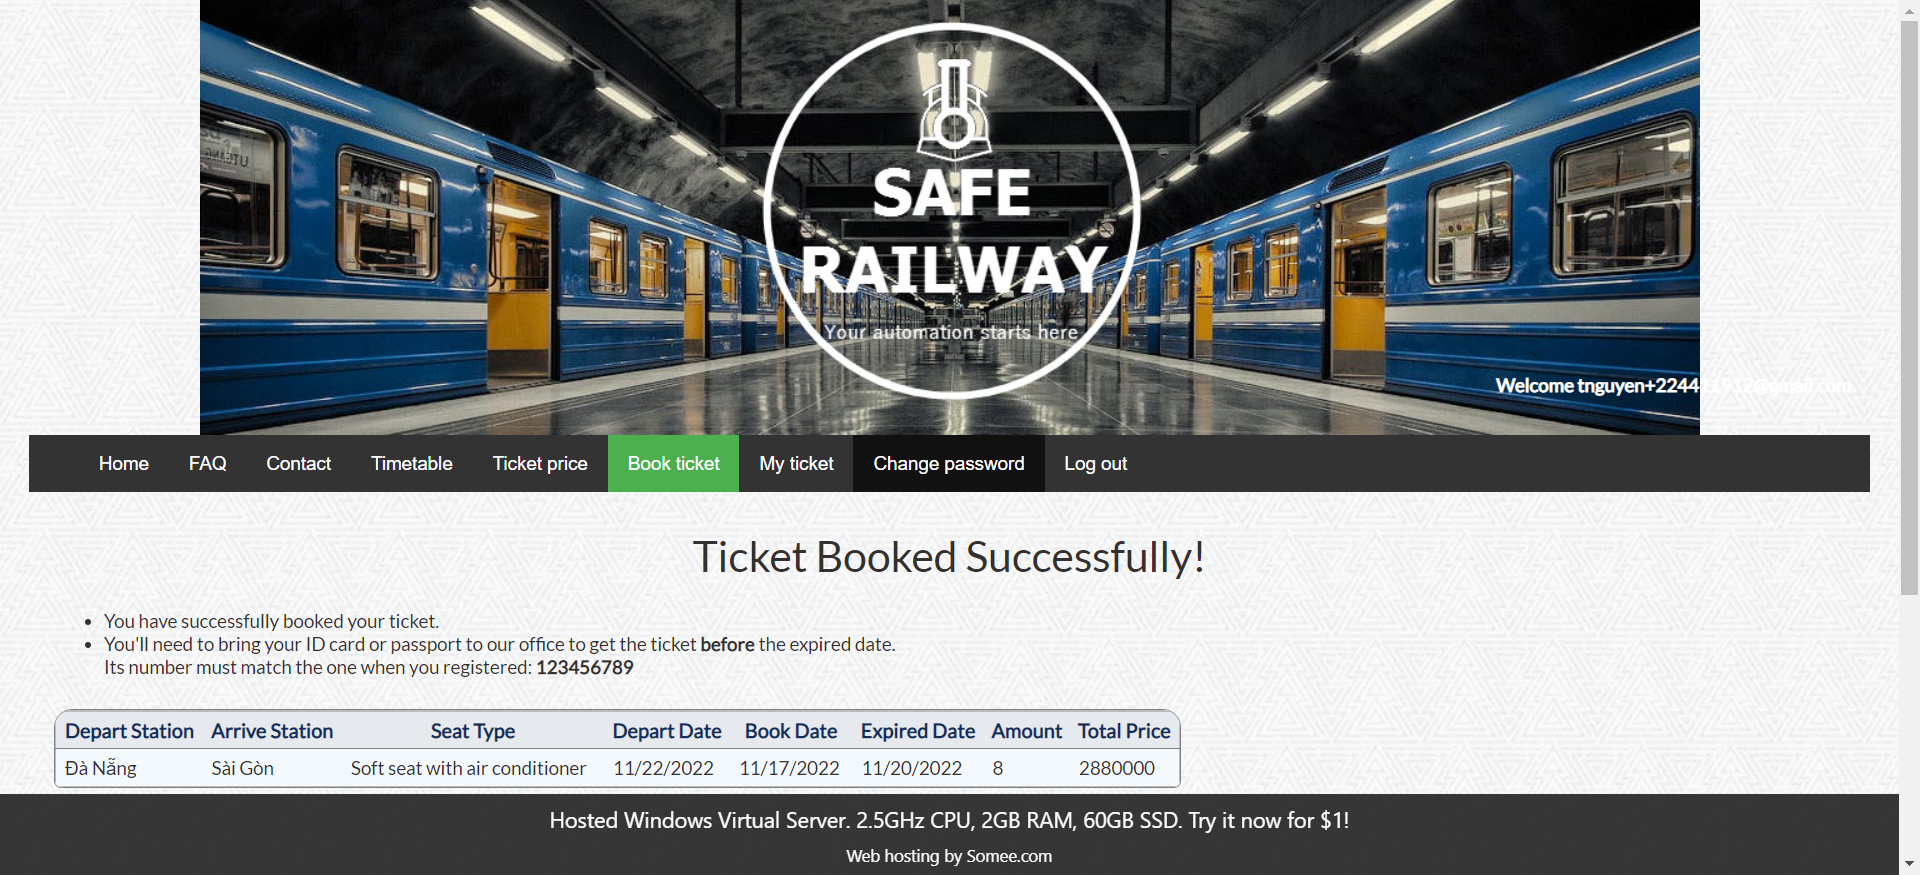 SAFE
RAILWAY
Your automation starts here
Welcome tnguyen+224411912@gmail.com
Home FAQ Contact Timetable Ticket price Book ticket My ticket Change password Log out
Ticket Booked Successfully!
• You have successfully booked your ticket.
• You'll need to bring your ID card or passport to our office to get the ticket before the expired date.
Its number must match the one when you registered: 123456789
Depart Station Arrive Station Seat Type Depart Date Book Date Expired Date Amount Total Price
Đà Nẵng Sài Gòn Soft seat with air conditioner 11/22/2022 11/17/2022 11/20/2022 8 2880000
Hosted Windows Virtual Server. 2.5GHz CPU, 2GB RAM, 60GB SSD. Try it now for $1!
Web hosting by Somee.com